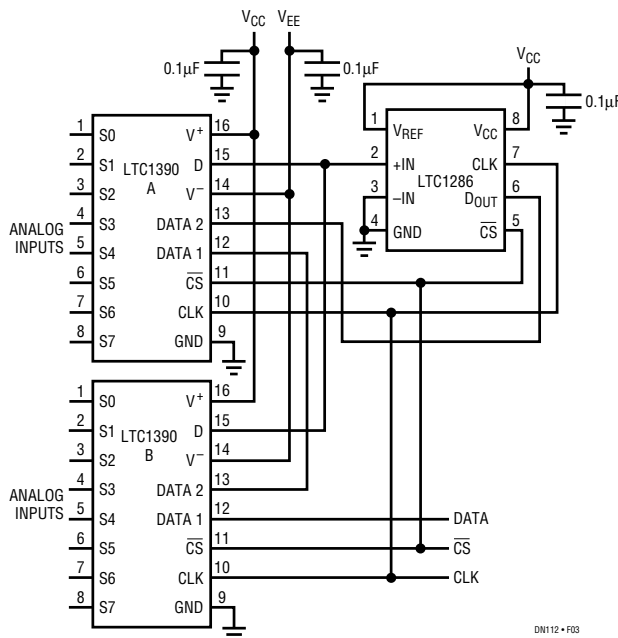 VCC VEE
0.1µF 0.1µF
VCC
0.1µF
1 S0 V+ 16
2 S1 D 15
3 S2 V− 14
4 S3 DATA 2 13
5 S4 DATA 1 12
6 S5 CS 11
7 S6 CLK 10
8 S7 GND 9
LTC1390
A
ANALOG
INPUTS
1 VREF VCC 8
2 +IN CLK 7
3 −IN DOUT 6
4 GND CS 5
LTC1286
1 S0 V+ 16
2 S1 D 15
3 S2 V− 14
4 S3 DATA 2 13
5 S4 DATA 1 12
6 S5 CS 11
7 S6 CLK 10
8 S7 GND 9
LTC1390
B
ANALOG
INPUTS
DATA
CS
CLK
DN112 • F03